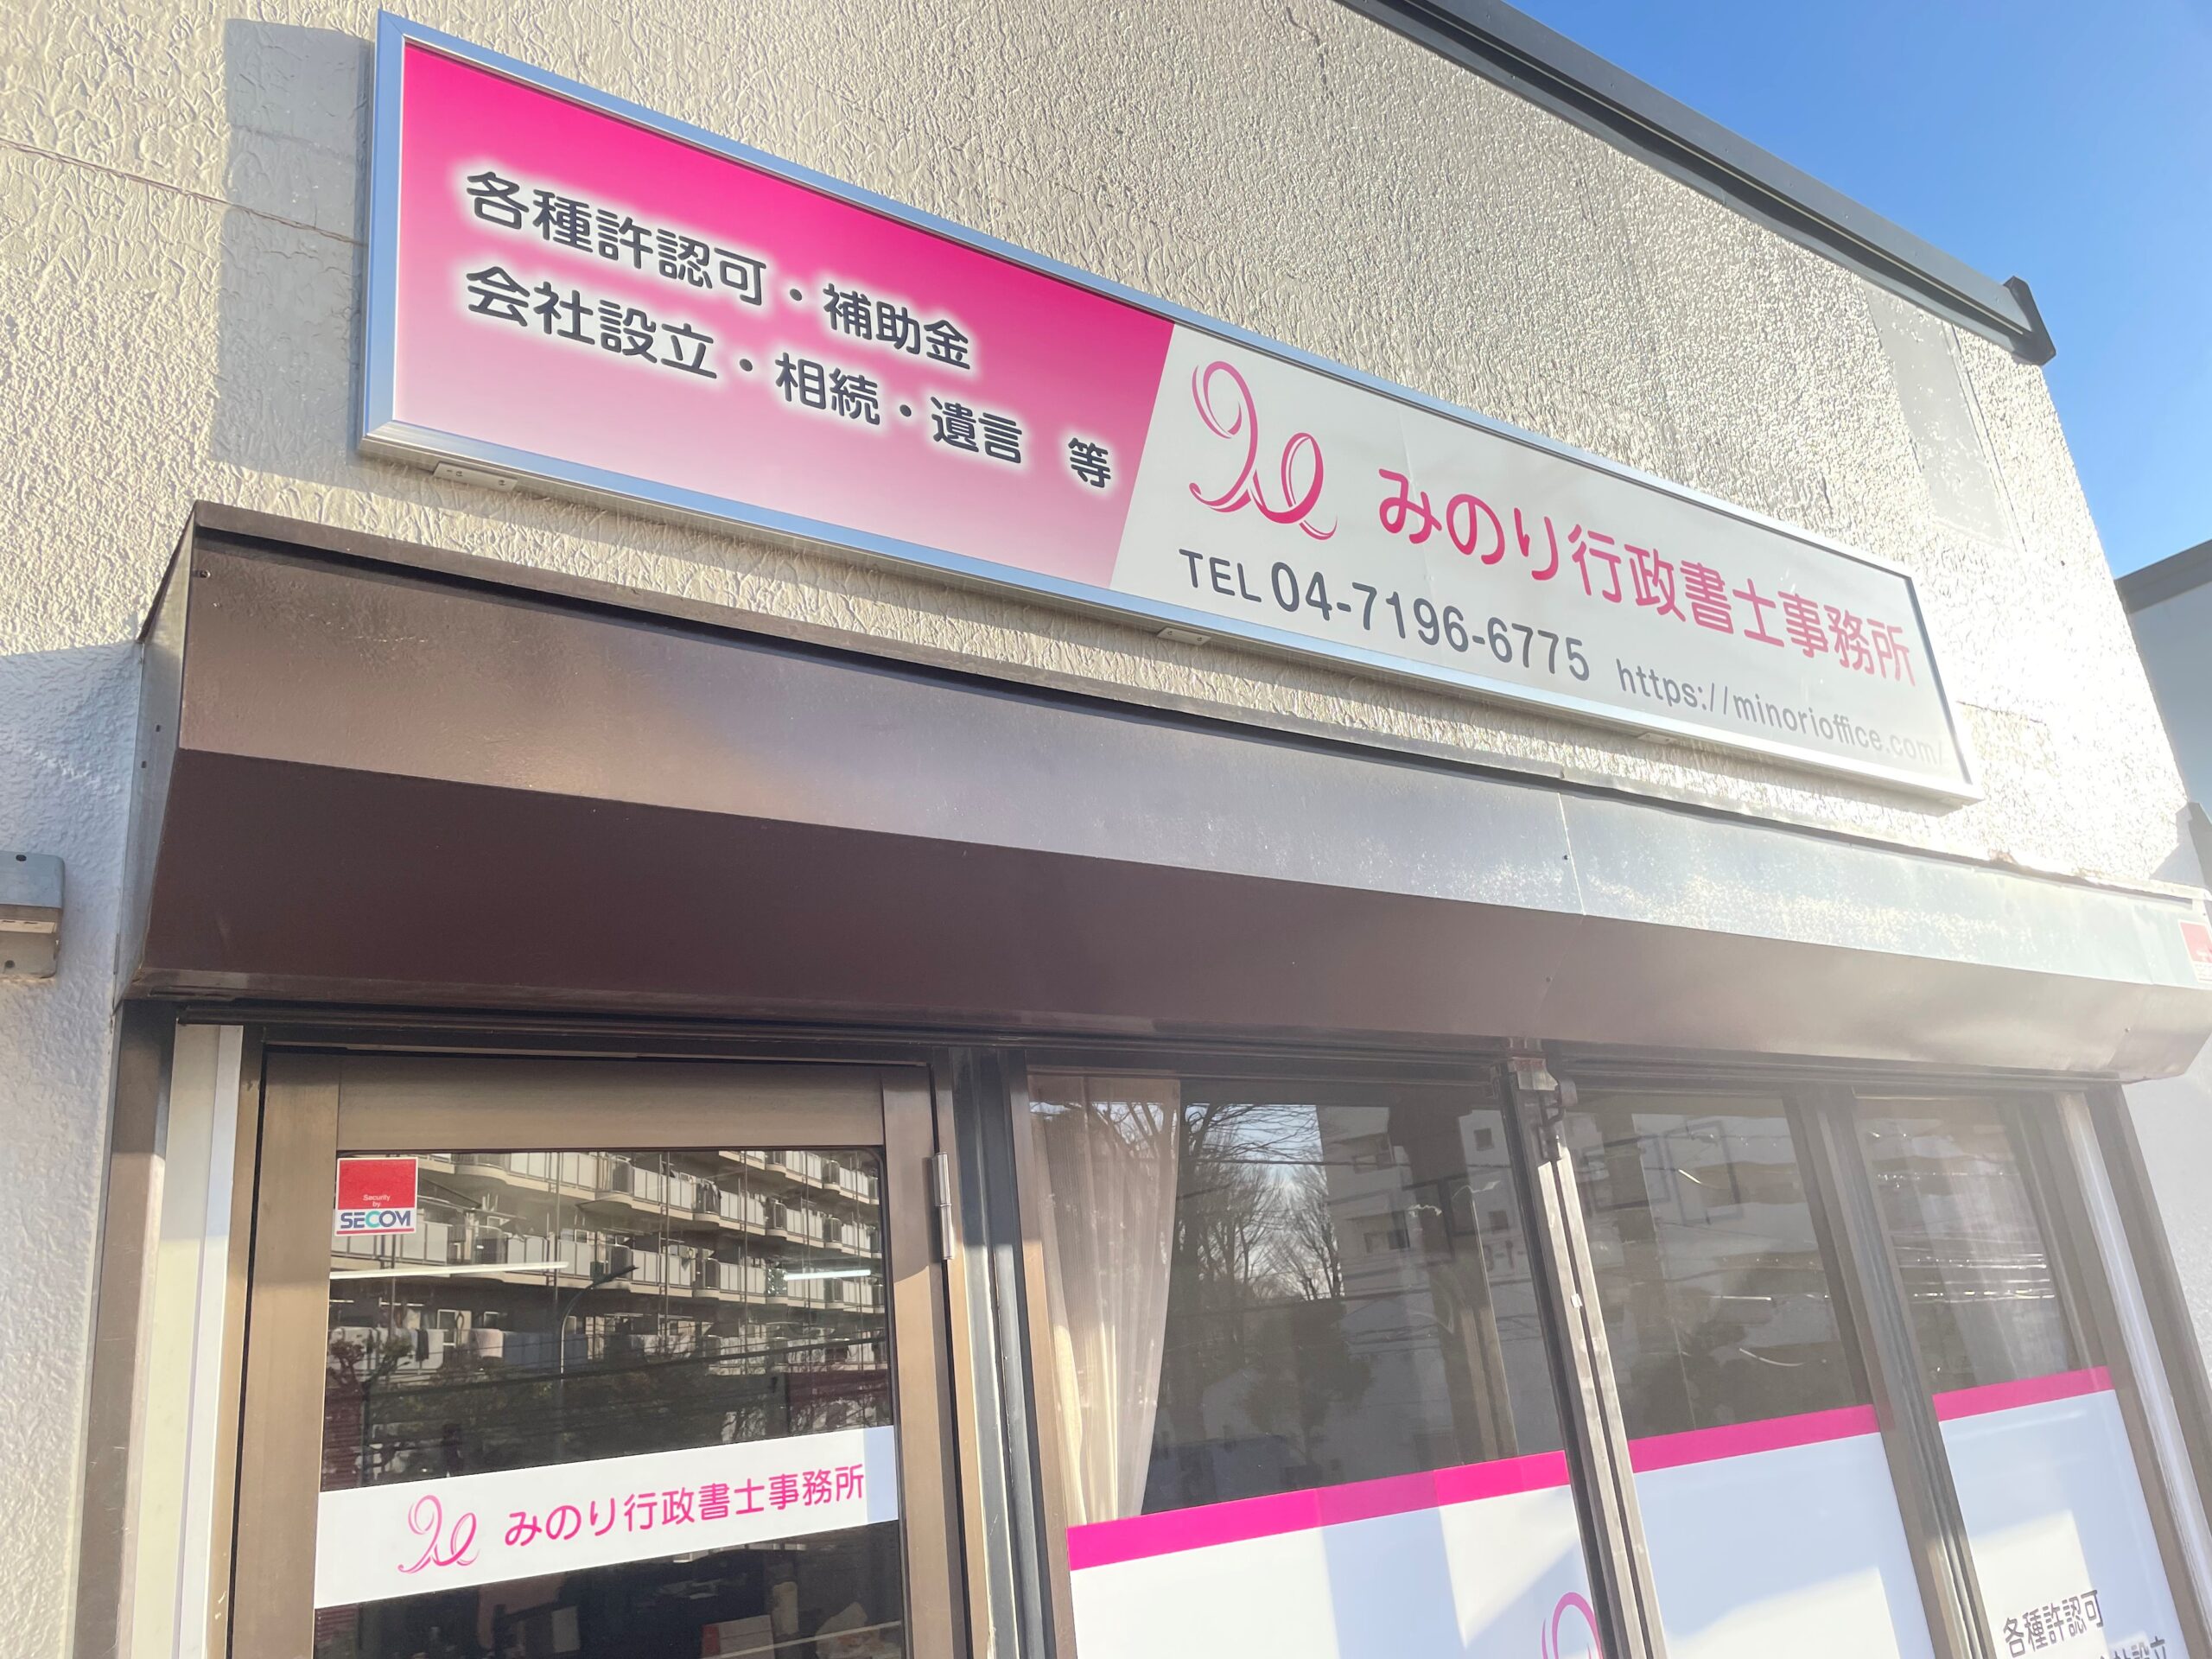 各種許認可・補助金
会社設立・相続・遺言　等
みのり行政書士事務所
TEL 04-7196-6775 https://minorioffice.com/
Security
by
SECOM
みのり行政書士事務所
各種許認可